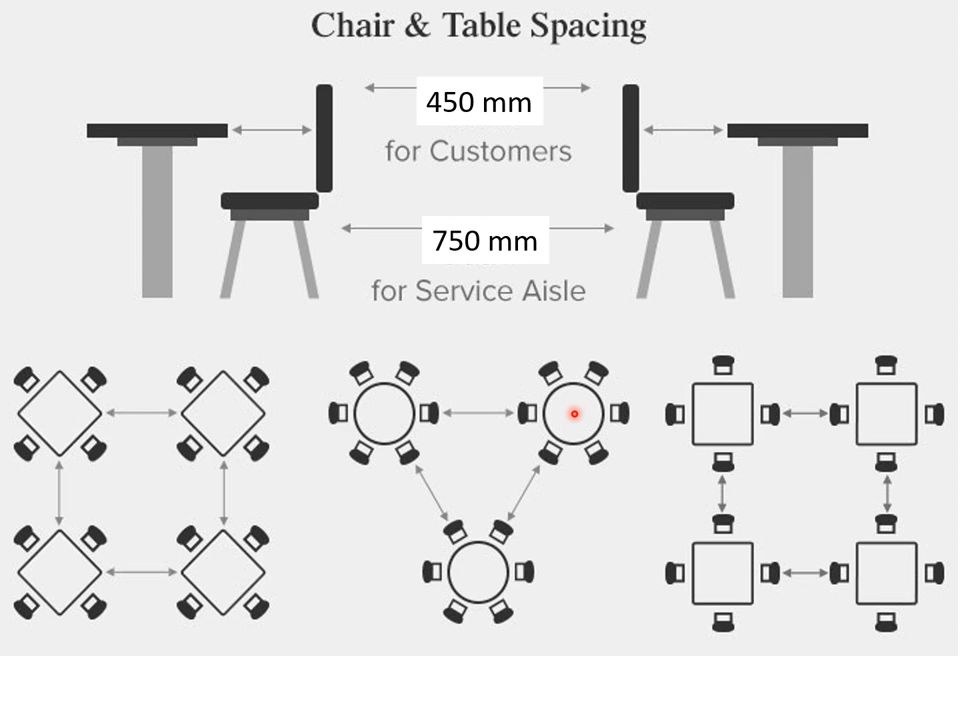 Chair & Table Spacing
450 mm
for Customers
750 mm
for Service Aisle